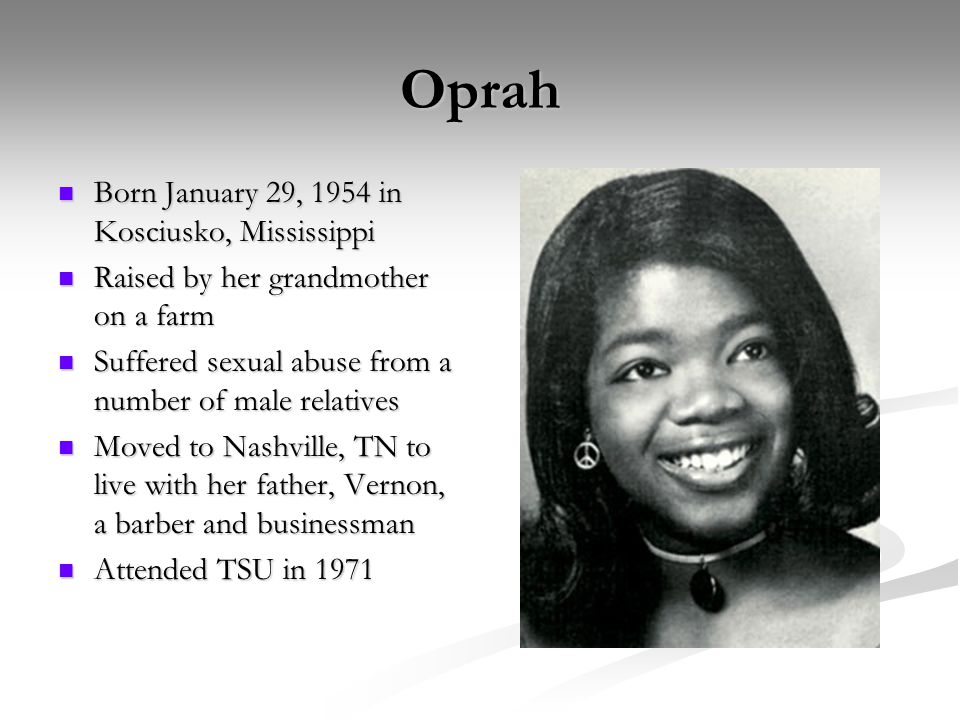 Oprah
Born January 29, 1954 in
Kosciusko, Mississippi
Raised by her grandmother
on a farm
Suffered sexual abuse from a
number of male relatives
Moved to Nashville, TN to
live with her father, Vernon,
a barber and businessman
Attended TSU in 1971